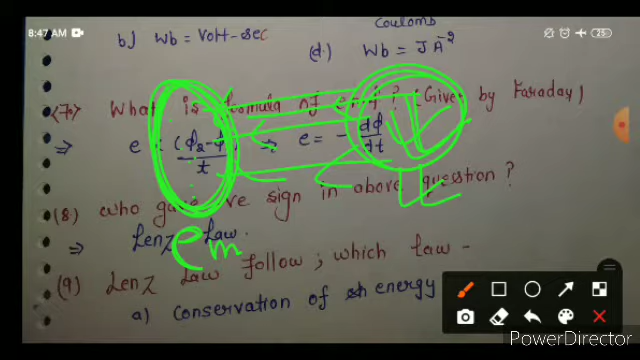 8:47 AM
25
Coulomb
b) Wb = Volt-sec
(d.) Wb = J A⁻²
<7.> What is formula of emf? (Given by Faraday)
⇒ e = (ϕ₂-ϕ / t ⇒ e = - dϕ/dt
(8) who gave -ve sign in above question?
⇒ Lenz Law.
em
(9) Lenz Law follow; which law -
a) conservation of energy
PowerDirector